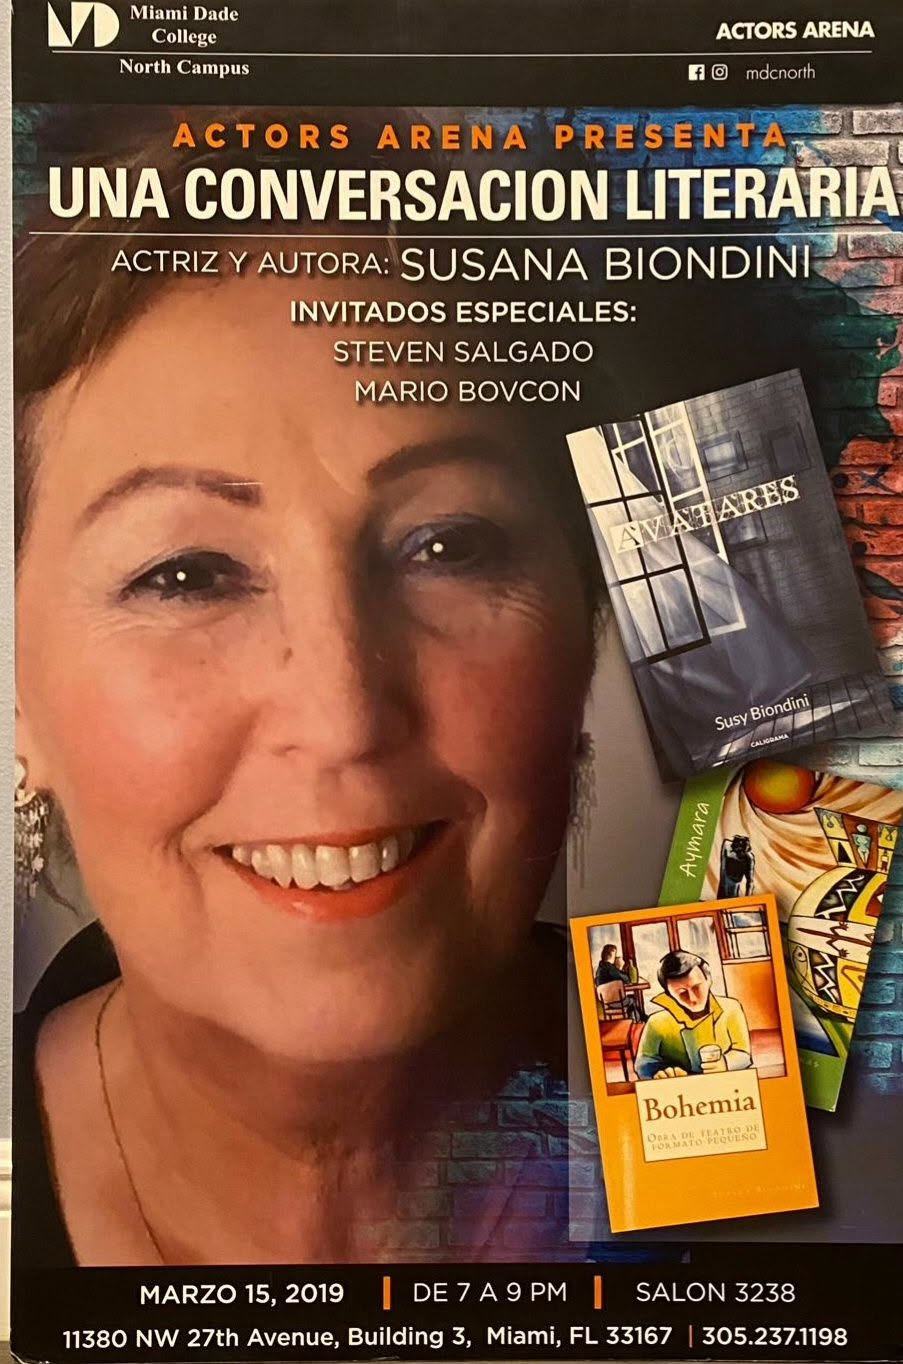 Miami Dade
College
North Campus
ACTORS ARENA
mdcnorth
ACTORS ARENA PRESENTA
UNA CONVERSACION LITERARIA
ACTRIZ Y AUTORA: SUSANA BIONDINI
INVITADOS ESPECIALES:
STEVEN SALGADO
MARIO BOVCON
AVATARES
Susy Biondini
CALIGRAMA
Aymara
Bohemia
OBRA DE TEATRO DE
FORMATO PEQUEÑO
MARZO 15, 2019 | DE 7 A 9 PM | SALON 3238
11380 NW 27th Avenue, Building 3, Miami, FL 33167 | 305.237.1198